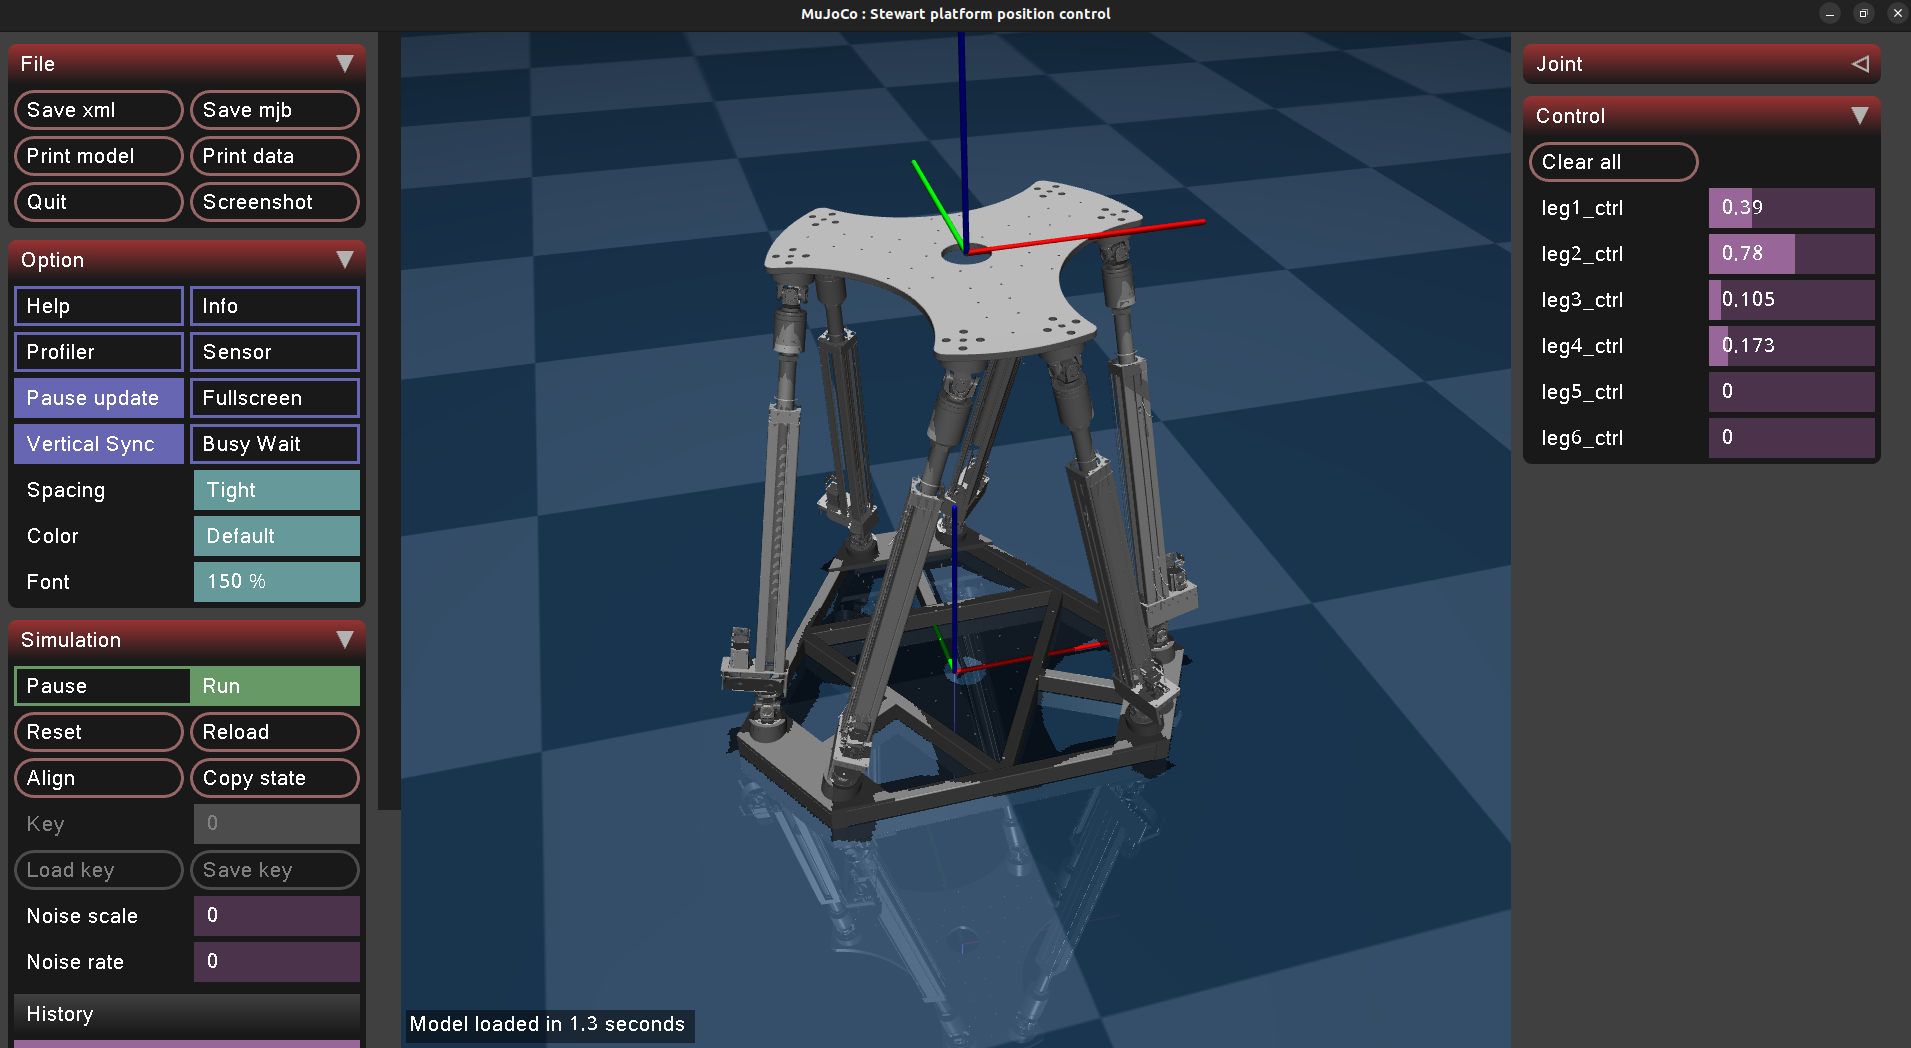 MuJoCo : Stewart platform position control
File
Save xml
Save mjb
Print model
Print data
Quit
Screenshot
Option
Help
Info
Profiler
Sensor
Pause update
Fullscreen
Vertical Sync
Busy Wait
Spacing
Tight
Color
Default
Font
150 %
Simulation
Pause
Run
Reset
Reload
Align
Copy state
Key
0
Load key
Save key
Noise scale
0
Noise rate
0
History
Model loaded in 1.3 seconds
Joint
Control
Clear all
leg1_ctrl
0.39
leg2_ctrl
0.78
leg3_ctrl
0.105
leg4_ctrl
0.173
leg5_ctrl
0
leg6_ctrl
0